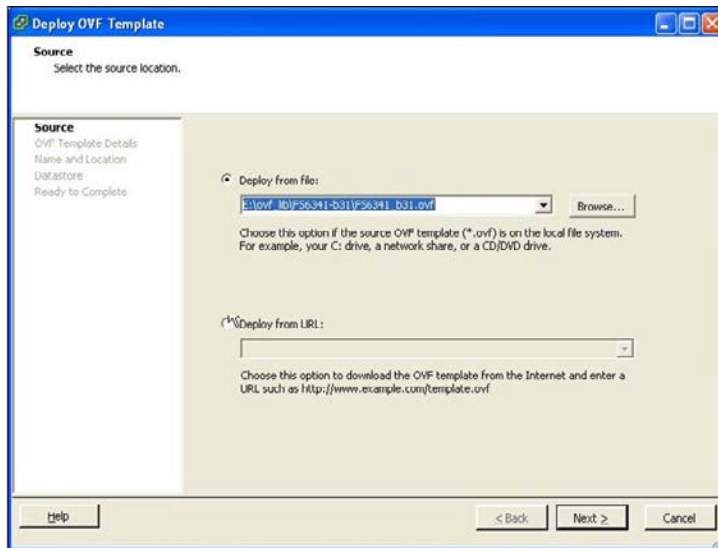 Deploy OVF Template
Source
Select the source location.
Source
OVF Template Details
Name and Location
Datastore
Ready to Complete
Deploy from file:
E:\ovf_lib\FS6341-b31\FS6341_b31.ovf
Browse...
Choose this option if the source OVF template (*.ovf) is on the local file system.
For example, your C: drive, a network share, or a CD/DVD drive.
Deploy from URL:
Choose this option to download the OVF template from the Internet and enter a
URL such as http://www.example.com/template.ovf
Help
< Back
Next >
Cancel